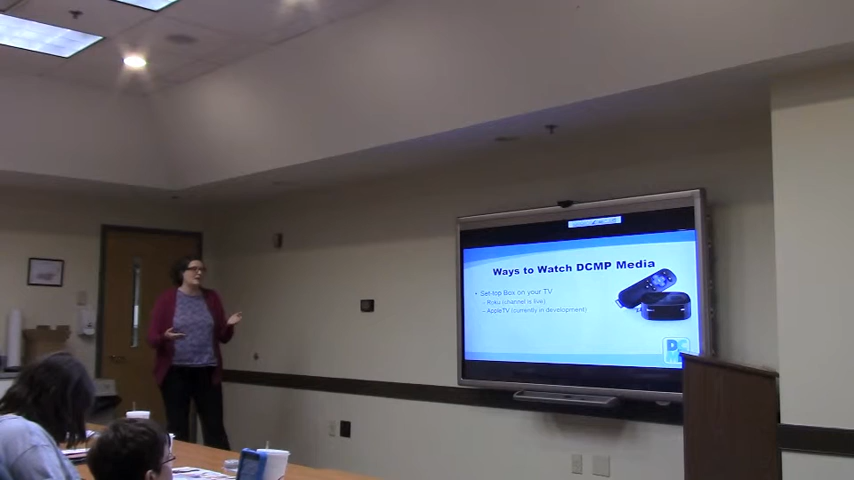 Ways to Watch DCMP Media
• Set-top Box on your TV
– Roku (channel is live)
– AppleTV (currently in development)